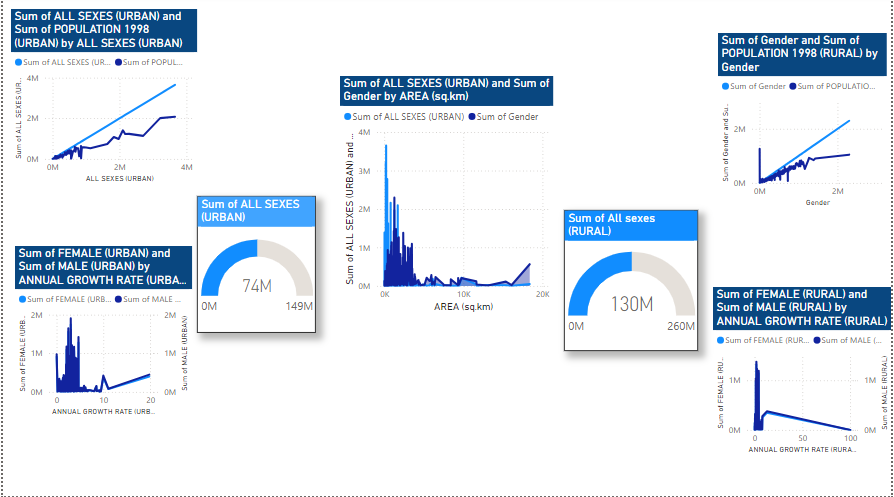 Sum of ALL SEXES (URBAN) and
Sum of POPULATION 1998
(URBAN) by ALL SEXES (URBAN)
Sum of ALL SEXES (UR... Sum of POPUL...
Sum of ALL SEXES (UR...
4M
2M
0M
0M 2M 4M
ALL SEXES (URBAN)
Sum of FEMALE (URBAN) and
Sum of MALE (URBAN) by
ANNUAL GROWTH RATE (URBA...
Sum of FEMALE (URB... Sum of MALE ...
Sum of FEMALE (URB...
2M
1M
0M
2M
1M
0M
Sum of MALE (URBAN)
0 10 20
ANNUAL GROWTH RATE (URB...
Sum of ALL SEXES
(URBAN)
74M
0M 149M
Sum of ALL SEXES (URBAN) and Sum of
Gender by AREA (sq.km)
Sum of ALL SEXES (URBAN) Sum of Gender
Sum of ALL SEXES (URBAN) and ...
4M
3M
2M
1M
0M
0K 10K 20K
AREA (sq.km)
Sum of All sexes
(RURAL)
130M
0M 260M
Sum of Gender and Sum of
POPULATION 1998 (RURAL) by
Gender
Sum of Gender Sum of POPULATIO...
Sum of Gender and Su...
2M
0M
0M 2M
Gender
Sum of FEMALE (RURAL) and
Sum of MALE (RURAL) by
ANNUAL GROWTH RATE (RURAL)
Sum of FEMALE (RUR... Sum of MALE (...
Sum of FEMALE (RU...
1M
0M
1M
0M
Sum of MALE (RURAL)
0 50 100
ANNUAL GROWTH RATE (RURA...